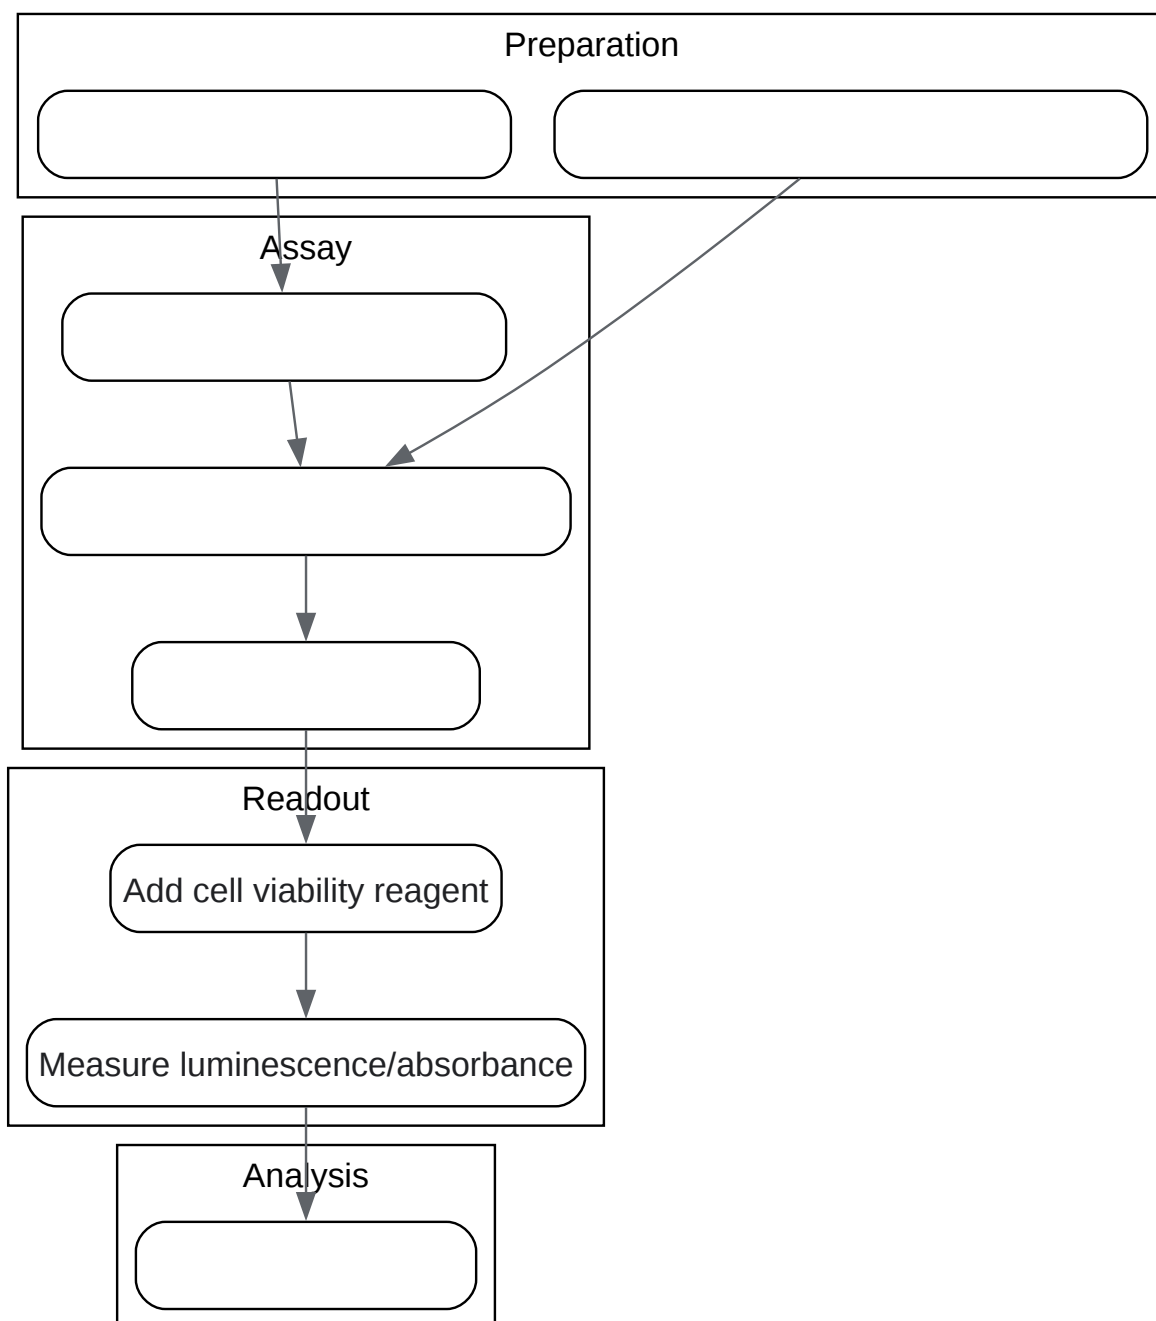 Preparation
Assay
Readout
Add cell viability reagent
Measure luminescence/absorbance
Analysis